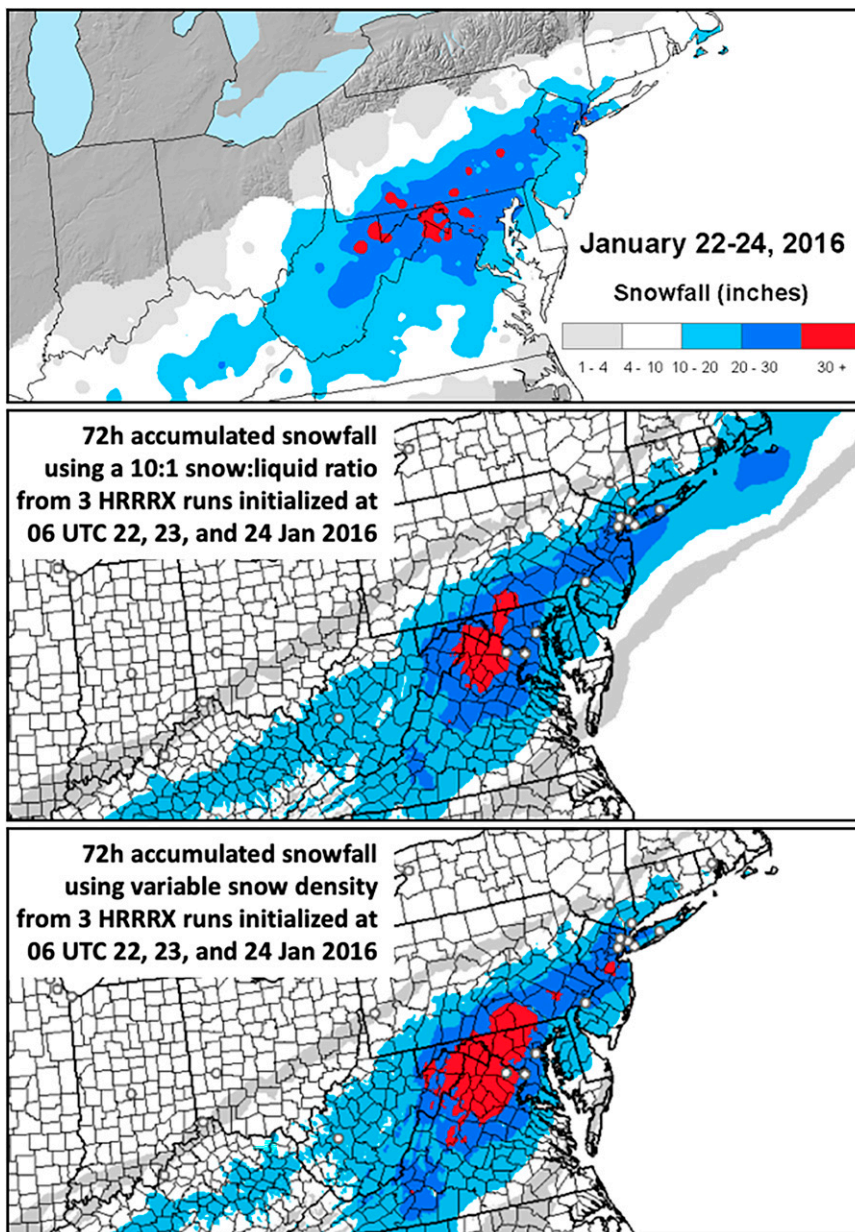 January 22-24, 2016
Snowfall (inches)
1 - 4 4 - 10 10 - 20 20 - 30 30 +
72h accumulated snowfall
using a 10:1 snow:liquid ratio
from 3 HRRRX runs initialized at
06 UTC 22, 23, and 24 Jan 2016
72h accumulated snowfall
using variable snow density
from 3 HRRRX runs initialized at
06 UTC 22, 23, and 24 Jan 2016